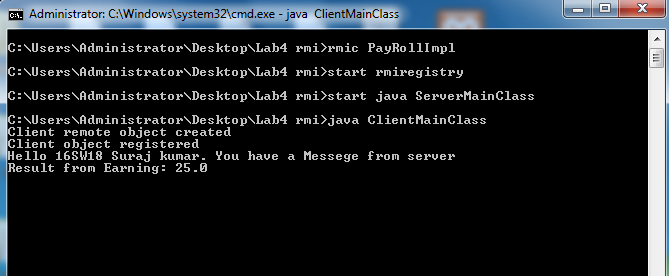 Administrator: C:\Windows\system32\cmd.exe - java  ClientMainClass
C:\Users\Administrator\Desktop\Lab4 rmi>rmic PayRollImpl
C:\Users\Administrator\Desktop\Lab4 rmi>start rmiregistry
C:\Users\Administrator\Desktop\Lab4 rmi>start java ServerMainClass
C:\Users\Administrator\Desktop\Lab4 rmi>java ClientMainClass
Client remote object created
Client object registered
Hello 16SW18 Suraj kumar. You have a Messege from server
Result from Earning: 25.0